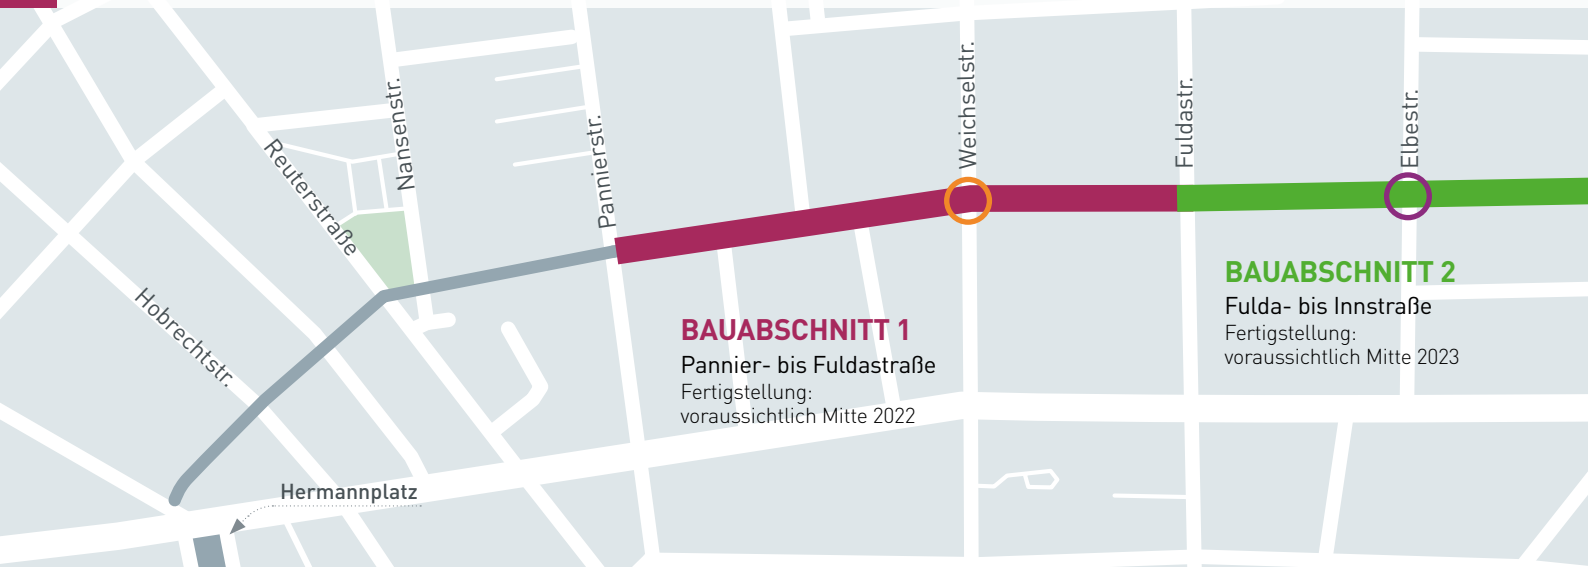 Weichselstr.
Nansenstr.
Fuldastr.
Elbestr.
Pannierstr.
Reuterstraße
BAUABSCHNITT 2
Fulda- bis Innstraße
Fertigstellung:
voraussichtlich Mitte 2023
Hobrechtstr.
BAUABSCHNITT 1
Pannier- bis Fuldastraße
Fertigstellung:
voraussichtlich Mitte 2022
Hermannplatz